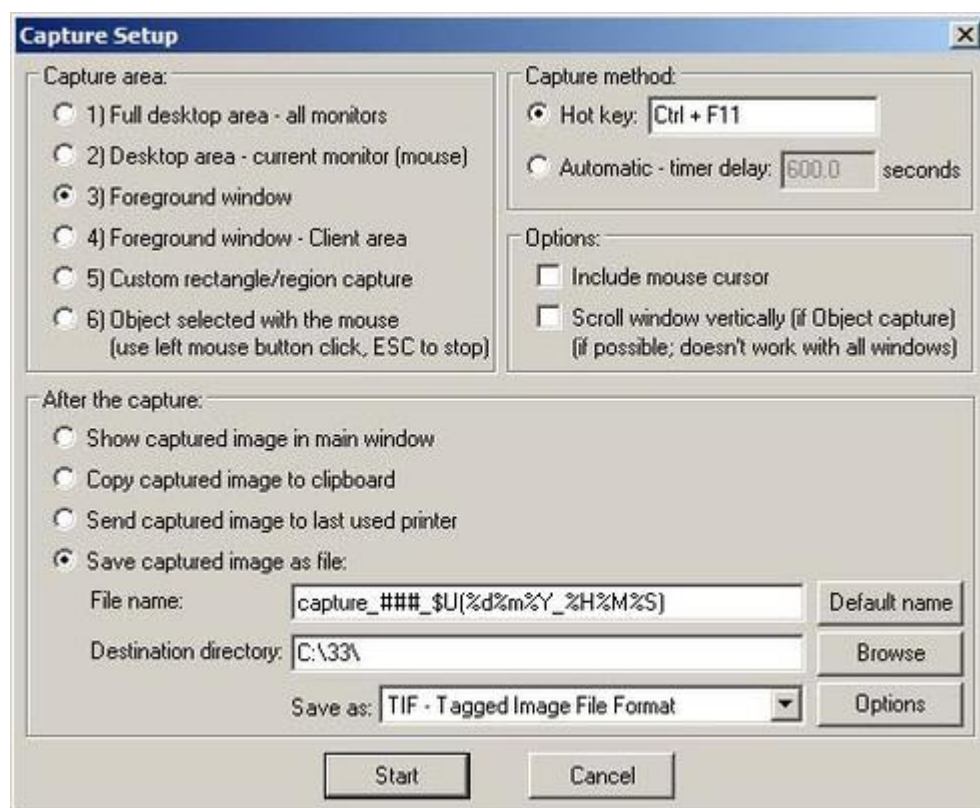 Capture Setup
Capture area:
1) Full desktop area - all monitors
2) Desktop area - current monitor (mouse)
3) Foreground window
4) Foreground window - Client area
5) Custom rectangle/region capture
6) Object selected with the mouse
(use left mouse button click, ESC to stop)
Capture method:
Hot key: Ctrl + F11
Automatic - timer delay: 600.0 seconds
Options:
Include mouse cursor
Scroll window vertically (if Object capture)
(if possible; doesn't work with all windows)
After the capture:
Show captured image in main window
Copy captured image to clipboard
Send captured image to last used printer
Save captured image as file:
File name: capture_###_$U(%d%m%Y_%H%M%S) Default name
Destination directory: C:\33\ Browse
Save as: TIF - Tagged Image File Format Options
Start Cancel